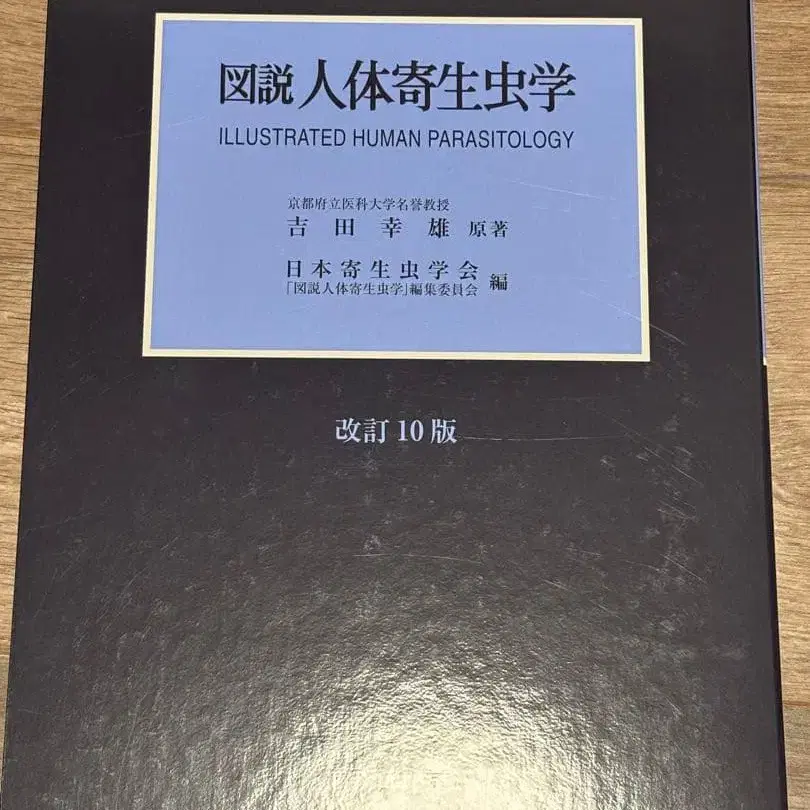 図説 人体寄生虫学
ILLUSTRATED HUMAN PARASITOLOGY
京都府立医科大学名誉教授
吉田幸雄 原著
日本寄生虫学会
「図説人体寄生虫学」編集委員会 編
改訂10版